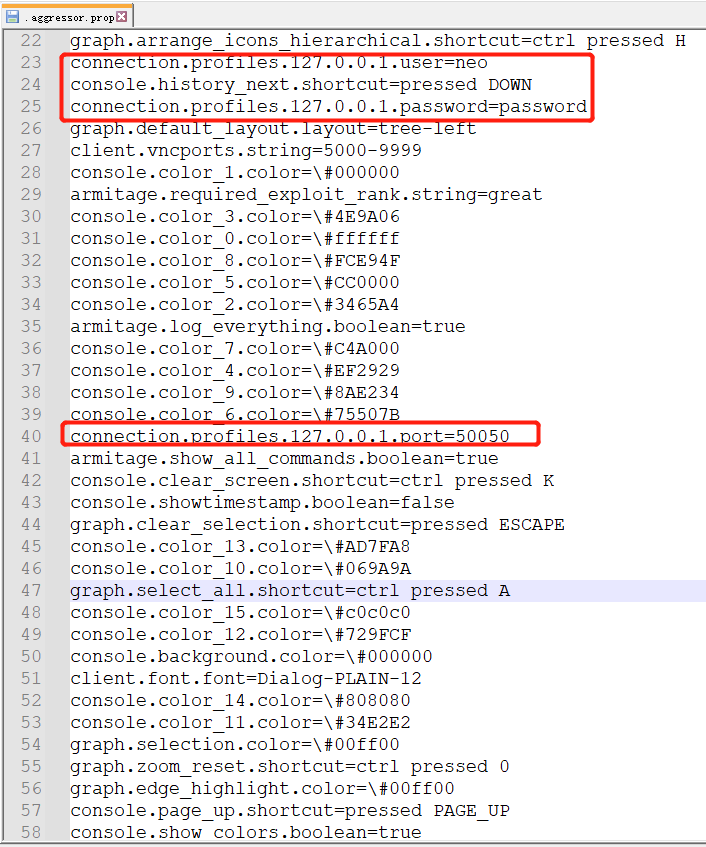 .aggressor.prop
22 graph.arrange_icons_hierarchical.shortcut=ctrl pressed H
23 connection.profiles.127.0.0.1.user=neo
24 console.history_next.shortcut=pressed DOWN
25 connection.profiles.127.0.0.1.password=password
26 graph.default_layout.layout=tree-left
27 client.vncports.string=5000-9999
28 console.color_1.color=\#000000
29 armitage.required_exploit_rank.string=great
30 console.color_3.color=\#4E9A06
31 console.color_0.color=\#ffffff
32 console.color_8.color=\#FCE94F
33 console.color_5.color=\#CC0000
34 console.color_2.color=\#3465A4
35 armitage.log_everything.boolean=true
36 console.color_7.color=\#C4A000
37 console.color_4.color=\#EF2929
38 console.color_9.color=\#8AE234
39 console.color_6.color=\#75507B
40 connection.profiles.127.0.0.1.port=50050
41 armitage.show_all_commands.boolean=true
42 console.clear_screen.shortcut=ctrl pressed K
43 console.showtimestamp.boolean=false
44 graph.clear_selection.shortcut=pressed ESCAPE
45 console.color_13.color=\#AD7FA8
46 console.color_10.color=\#069A9A
47 graph.select_all.shortcut=ctrl pressed A
48 console.color_15.color=\#c0c0c0
49 console.color_12.color=\#729FCF
50 console.background.color=\#000000
51 client.font.font=Dialog-PLAIN-12
52 console.color_14.color=\#808080
53 console.color_11.color=\#34E2E2
54 graph.selection.color=\#00ff00
55 graph.zoom_reset.shortcut=ctrl pressed 0
56 graph.edge_highlight.color=\#00ff00
57 console.page_up.shortcut=pressed PAGE_UP
58 console.show_colors.boolean=true